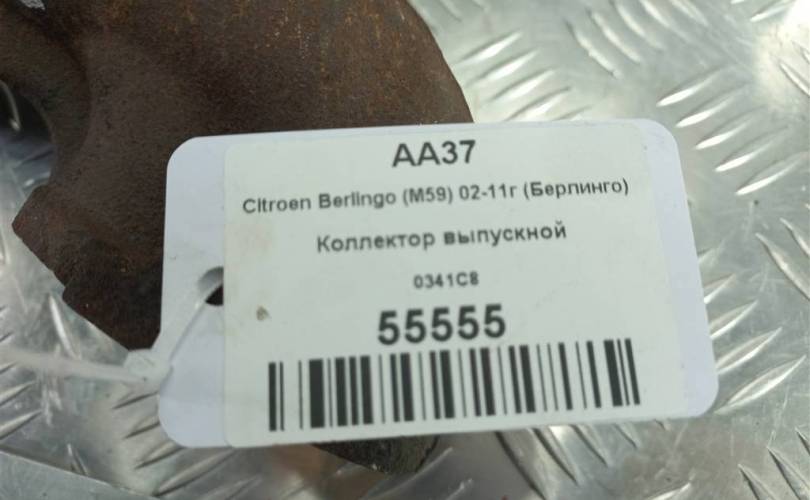 AA37
Citroen Berlingo (M59) 02-11г (Берлинго)
Коллектор выпускной
0341C8
55555